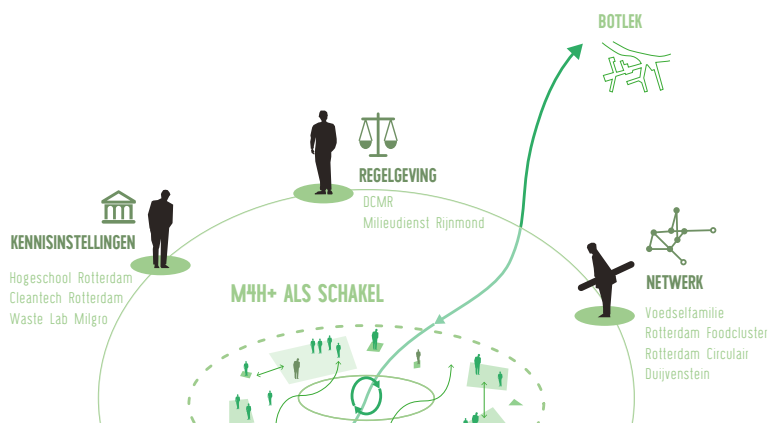 BOTLEK
REGELGEVING
DCMR
Milieudienst Rijnmond
KENNISINSTELLINGEN
Hogeschool Rotterdam
Cleantech Rotterdam
Waste Lab Milgro
NETWERK
Voedselfamilie
Rotterdam Foodcluster
Rotterdam Circulair
Duijvenstein
M4H+ ALS SCHAKEL